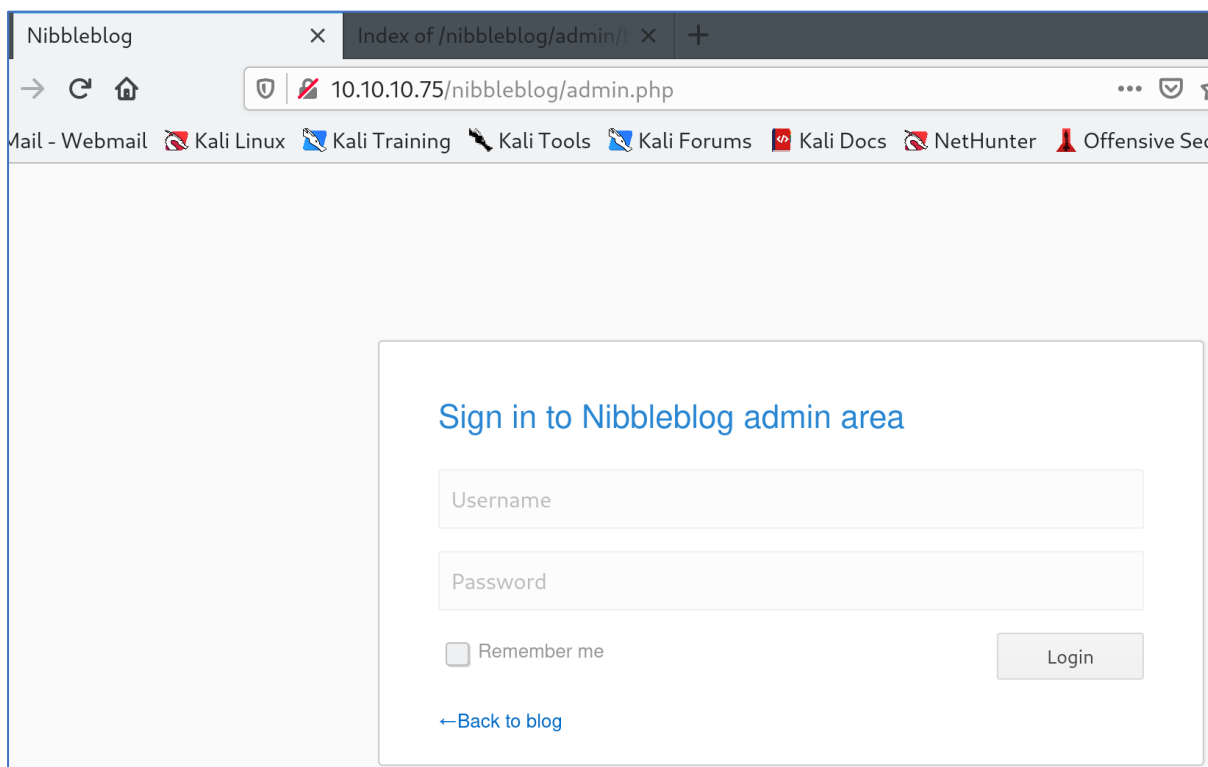 Nibbleblog
Index of /nibbleblog/admin/b
10.10.10.75/nibbleblog/admin.php
Mail - Webmail Kali Linux Kali Training Kali Tools Kali Forums Kali Docs NetHunter Offensive Sec
Sign in to Nibbleblog admin area
Username
Password
Remember me
Login
←Back to blog